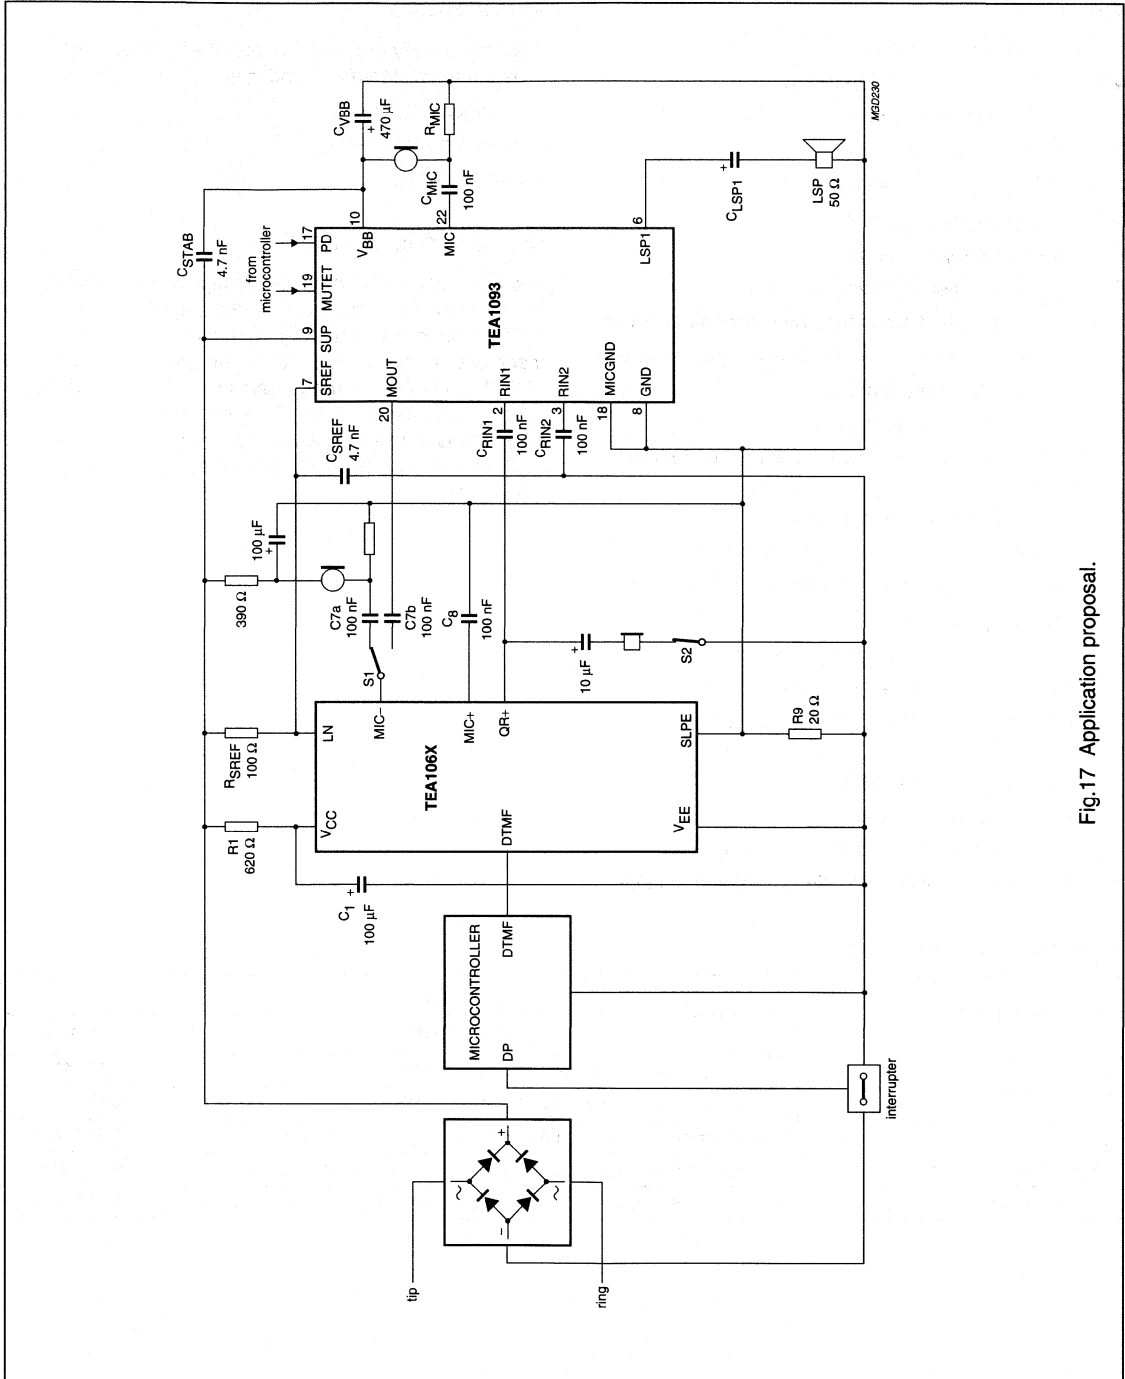 tip
ring
~
~
+
−
MICROCONTROLLER
DP
DTMF
interrupter
C1
100 µF
+
R1
620 Ω
RSREF
100 Ω
390 Ω
100 µF
+
VCC
LN
TEA106X
MIC−
MIC+
QR+
DTMF
VEE
SLPE
S1
C7a
100 nF
C7b
100 nF
C8
100 nF
10 µF
+
S2
R9
20 Ω
CSREF
4.7 nF
CRIN1
100 nF
CRIN2
100 nF
CSTAB
4.7 nF
from
microcontroller
7
SREF
9
SUP
19
MUTET
17
PD
20
MOUT
2
RIN1
3
RIN2
18
MICGND
8
GND
TEA1093
10
VBB
22
MIC
6
LSP1
CVBB
+
470 µF
RMIC
CMIC
100 nF
+
CLSP1
LSP
50 Ω
MGD230
Fig.17 Application proposal.